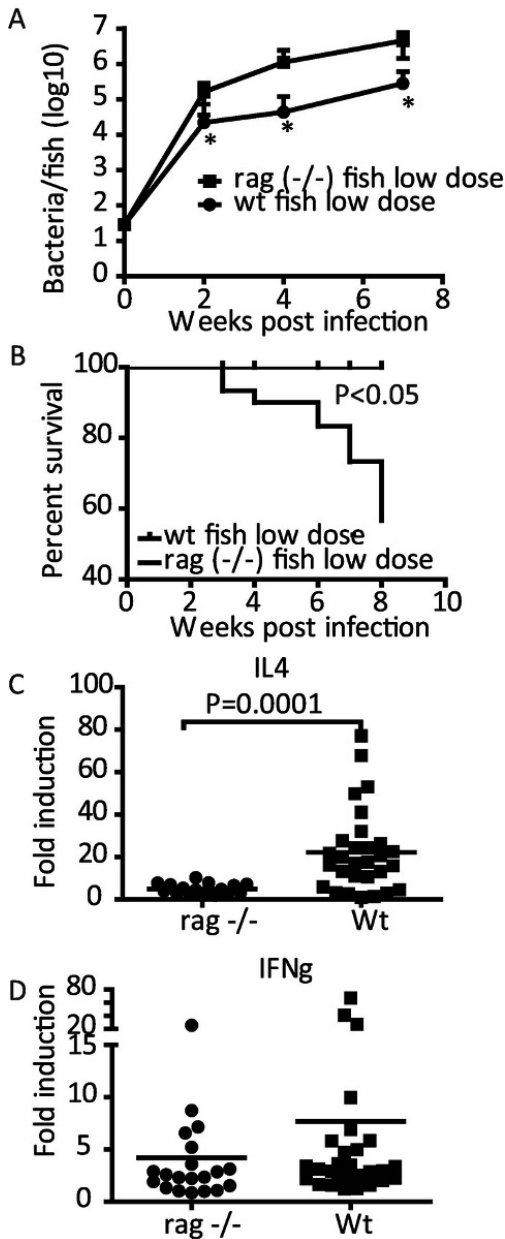 A
7
6
5
4
3
2
1
0
Bacteria/fish (log10)
*
*
*
rag (-/-) fish low dose
wt fish low dose
0 2 4 6 8
Weeks post infection
B
100
80
60
40
Percent survival
P<0.05
wt fish low dose
rag (-/-) fish low dose
0 2 4 6 8 10
Weeks post infection
C
IL4
P=0.0001
100
80
60
40
20
0
Fold induction
rag -/- Wt
D
IFNg
80
20
15
10
5
0
Fold induction
rag -/- Wt